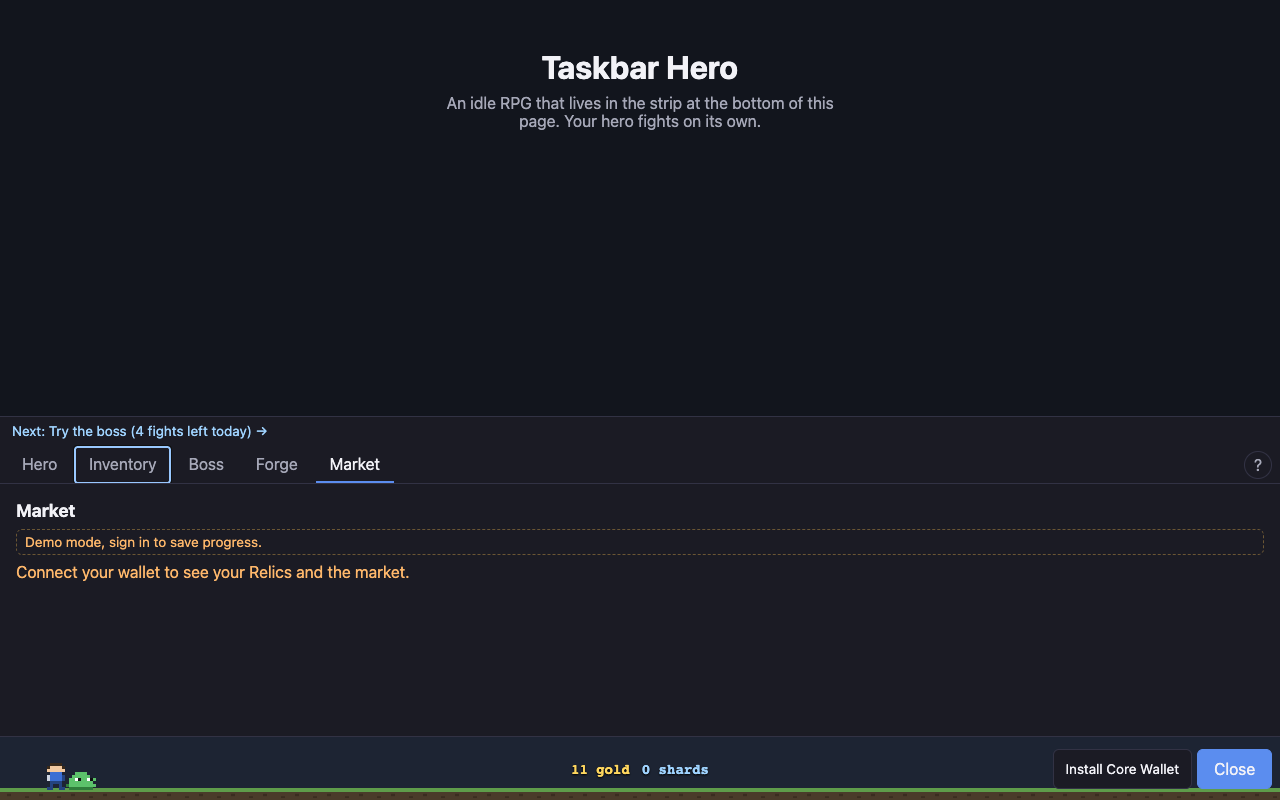 Taskbar Hero
An idle RPG that lives in the strip at the bottom of this
page. Your hero fights on its own.
Next: Try the boss (4 fights left today) →
Hero Inventory Boss Forge Market ?
Market
Demo mode, sign in to save progress.
Connect your wallet to see your Relics and the market.
11 gold 0 shards Install Core Wallet Close